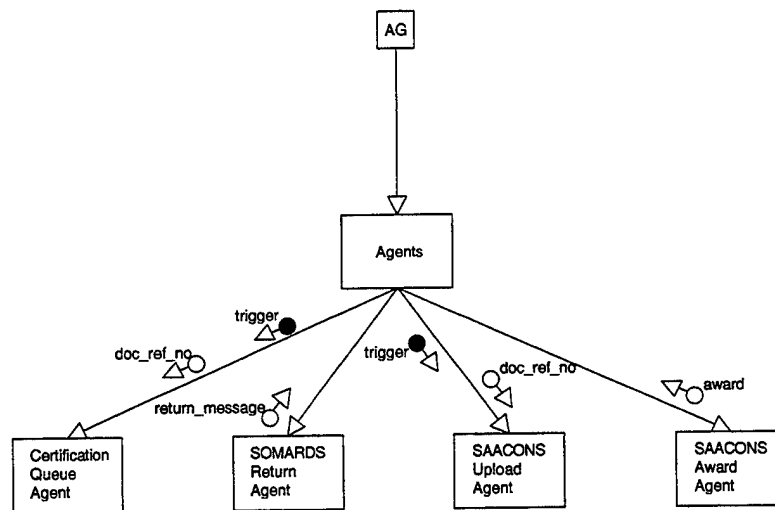 AG
Agents
trigger
doc_ref_no
trigger
doc_ref_no
award
return_message
Certification
Queue
Agent
SOMARDS
Return
Agent
SAACONS
Upload
Agent
SAACONS
Award
Agent